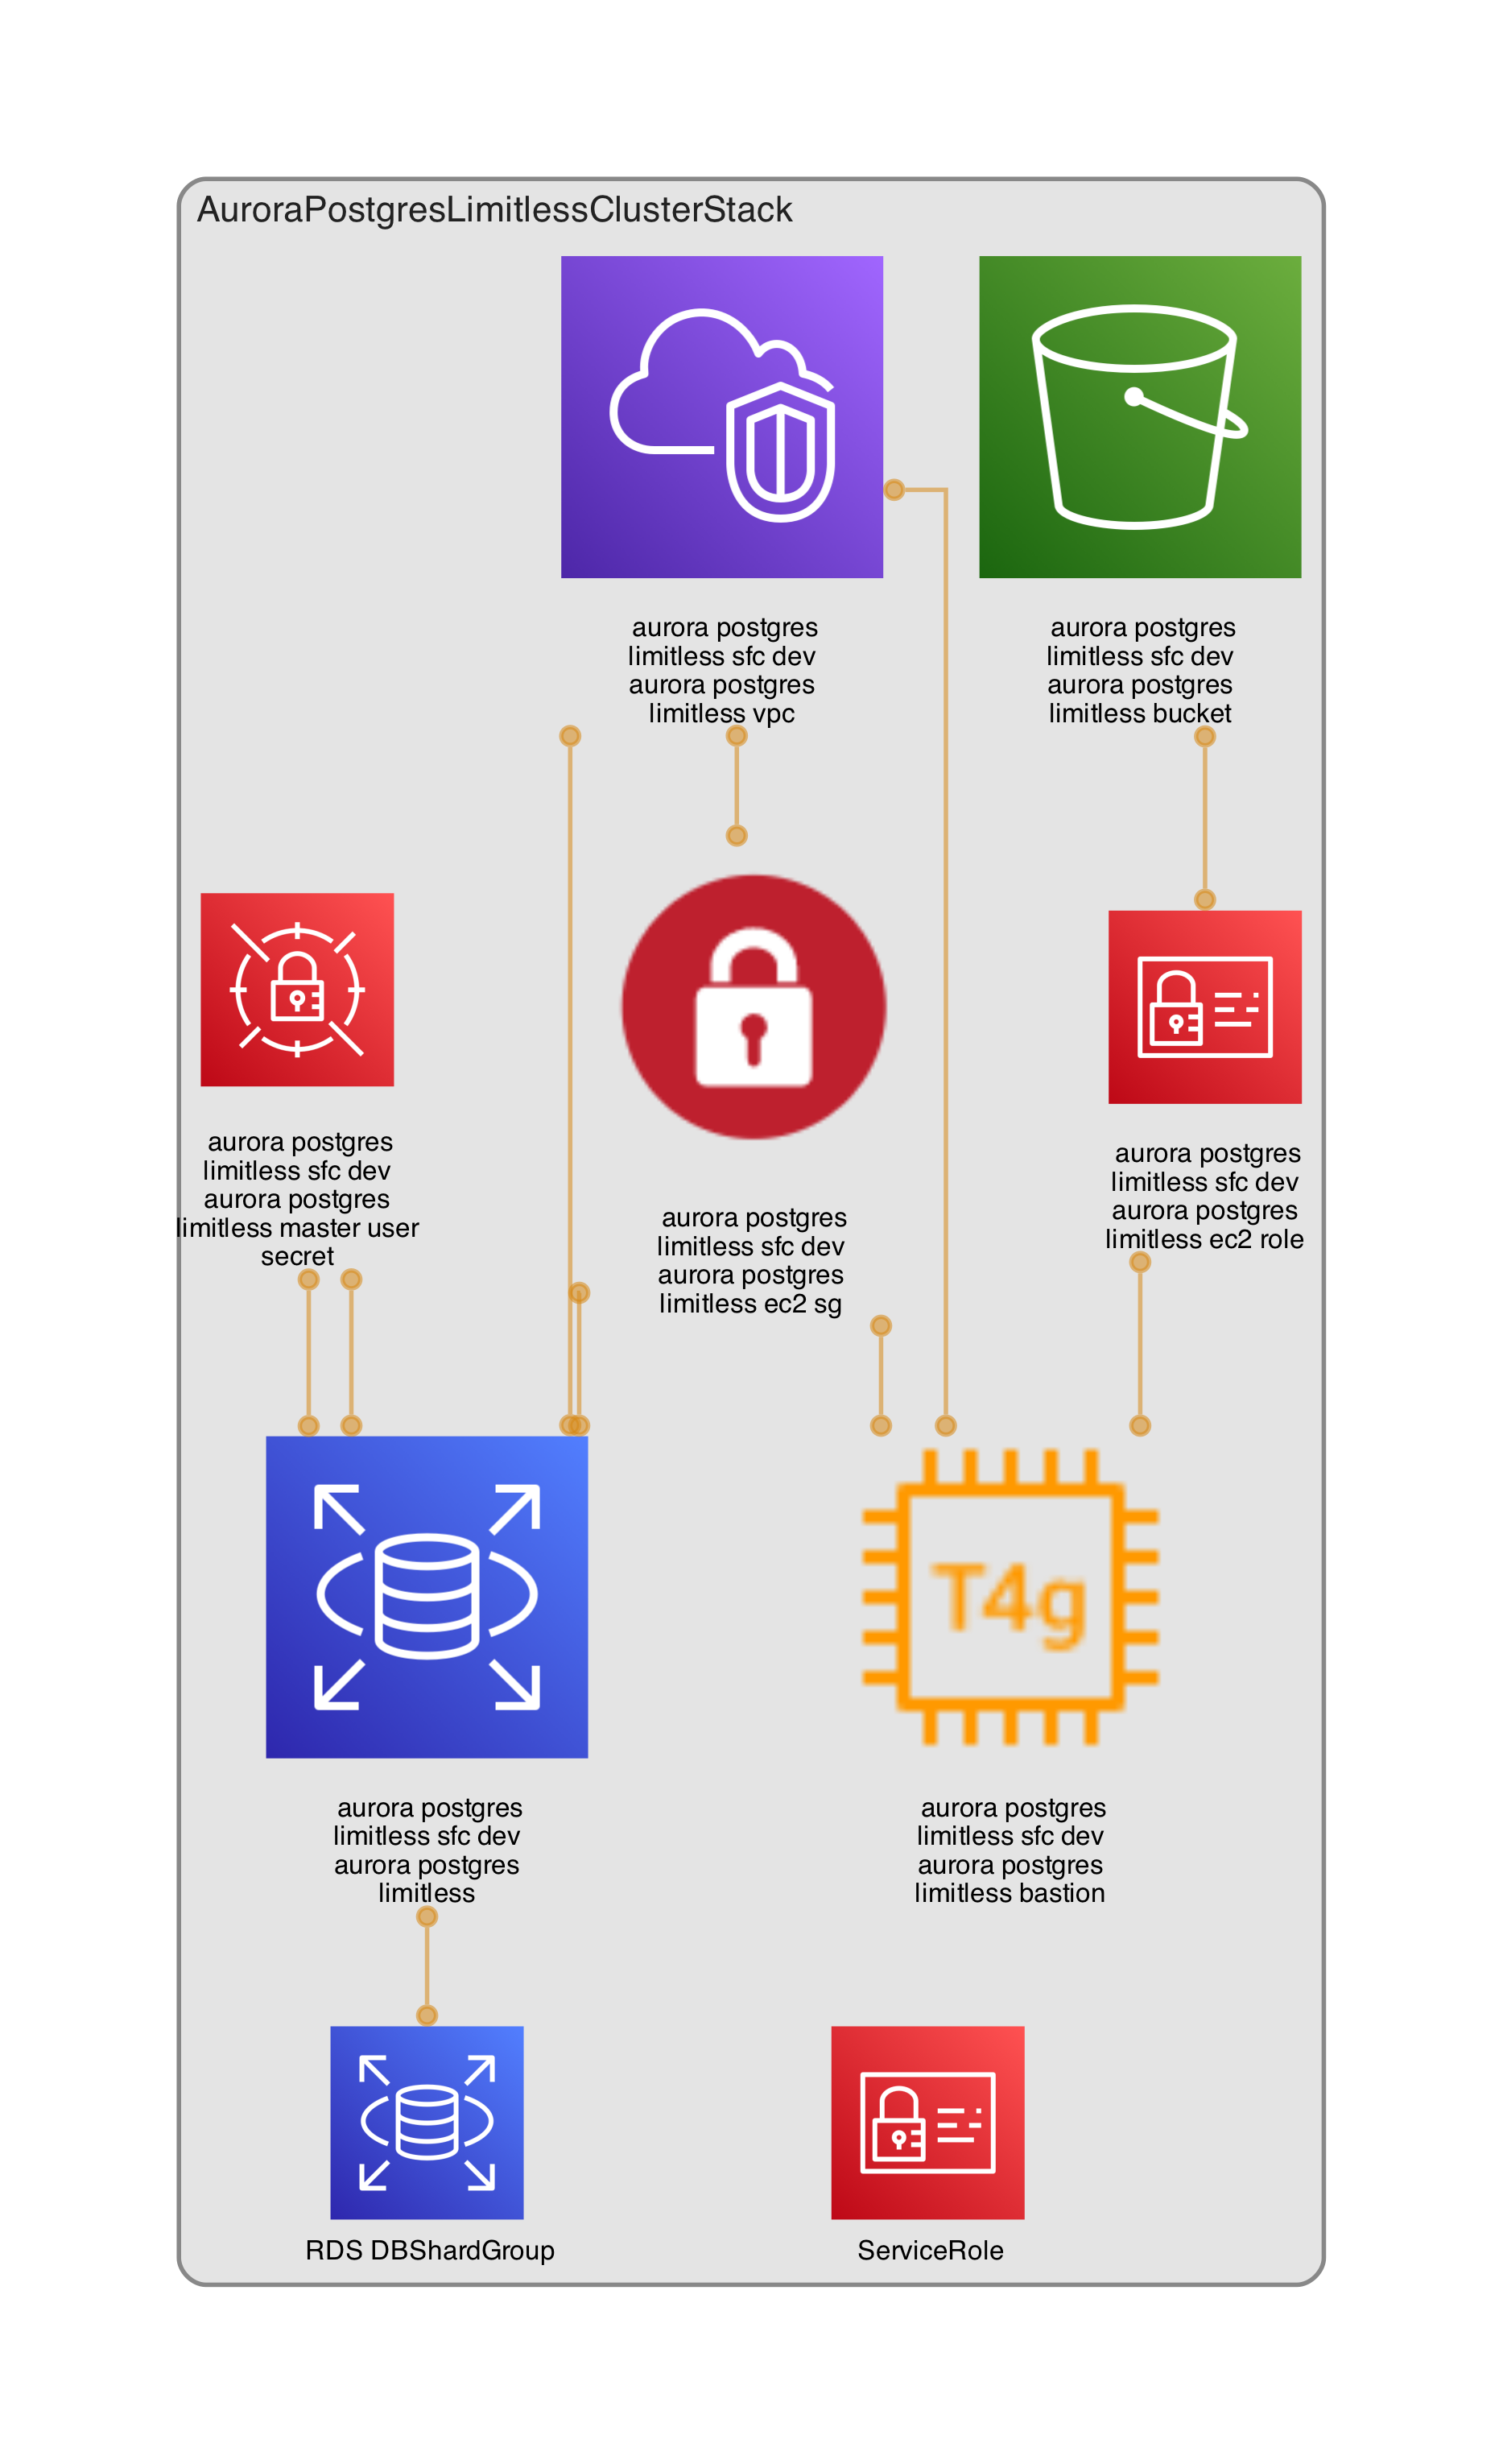 AuroraPostgresLimitlessClusterStack
aurora postgres
limitless sfc dev
aurora postgres
limitless vpc
aurora postgres
limitless sfc dev
aurora postgres
limitless bucket
aurora postgres
limitless sfc dev
aurora postgres
limitless master user
secret
aurora postgres
limitless sfc dev
aurora postgres
limitless ec2 sg
aurora postgres
limitless sfc dev
aurora postgres
limitless ec2 role
T4g
aurora postgres
limitless sfc dev
aurora postgres
limitless
aurora postgres
limitless sfc dev
aurora postgres
limitless bastion
RDS DBShardGroup
ServiceRole